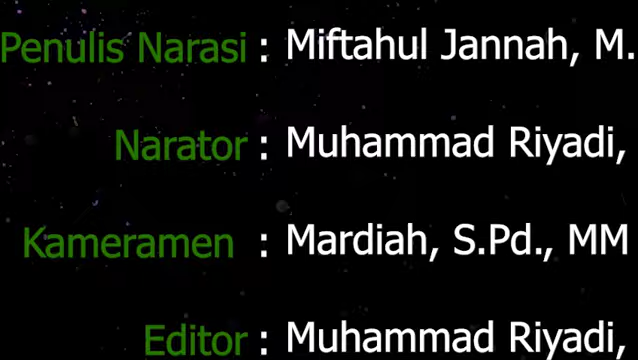 Penulis Narasi : Miftahul Jannah, M.
Narator : Muhammad Riyadi,
Kameramen : Mardiah, S.Pd., MM
Editor : Muhammad Riyadi,